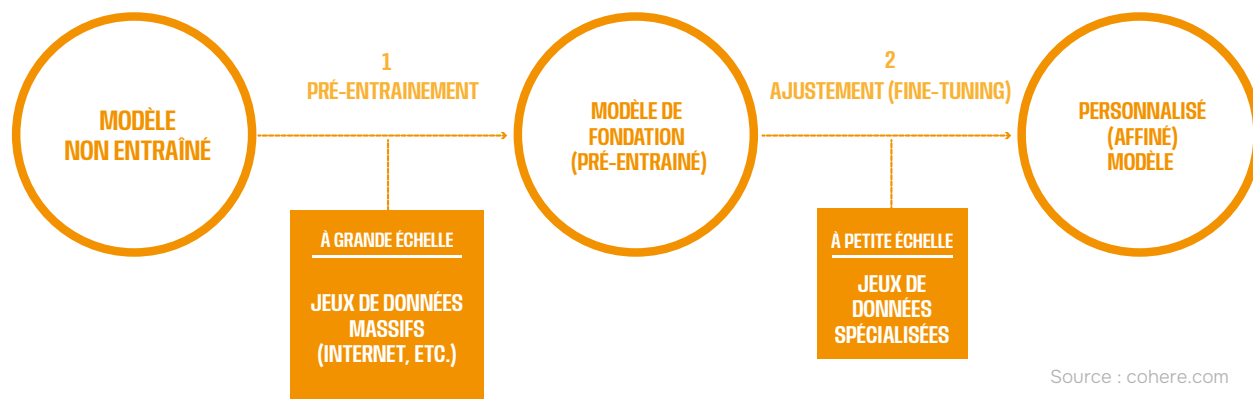 MODÈLE
NON ENTRAÎNÉ
1
PRÉ-ENTRAINEMENT
À GRANDE ÉCHELLE
JEUX DE DONNÉES
MASSIFS
(INTERNET, ETC.)
MODÈLE DE
FONDATION
(PRÉ-ENTRAINÉ)
2
AJUSTEMENT (FINE-TUNING)
À PETITE ÉCHELLE
JEUX DE
DONNÉES
SPÉCIALISÉES
PERSONNALISÉ
(AFFINÉ)
MODÈLE
Source : cohere.com